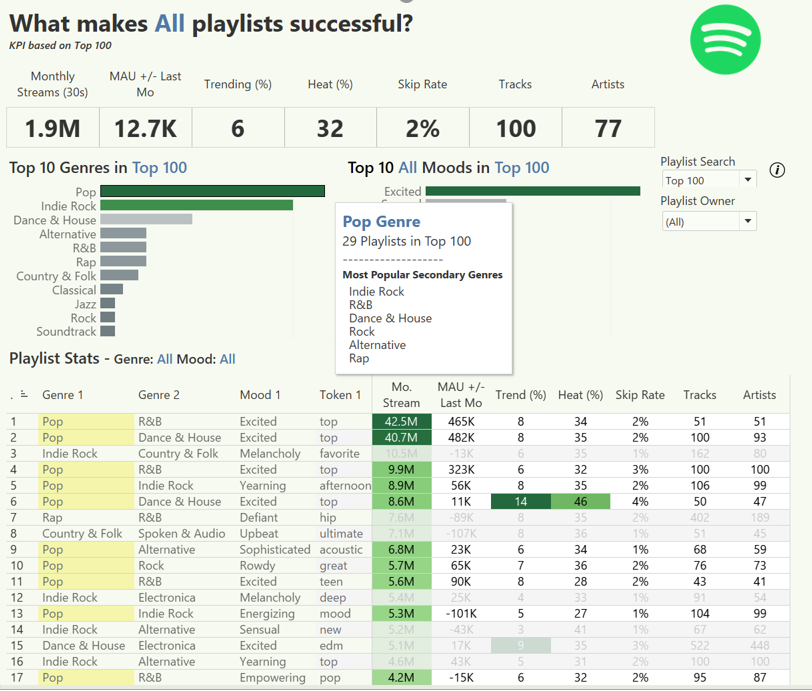 What makes All playlists successful?
KPI based on Top 100
Monthly Streams (30s) MAU +/- Last Mo Trending (%) Heat (%) Skip Rate Tracks Artists
1.9M 12.7K 6 32 2% 100 77
Top 10 Genres in Top 100
Pop
Indie Rock
Dance & House
Alternative
R&B
Rap
Country & Folk
Classical
Jazz
Rock
Soundtrack
Top 10 All Moods in Top 100
Excited
Pop Genre
29 Playlists in Top 100
-------------------
Most Popular Secondary Genres
Indie Rock
R&B
Dance & House
Rock
Alternative
Rap
Playlist Search
Top 100
Playlist Owner
(All)
Playlist Stats - Genre: All Mood: All
. Genre 1 Genre 2 Mood 1 Token 1 Mo. Stream MAU +/- Last Mo Trend (%) Heat (%) Skip Rate Tracks Artists
1 Pop R&B Excited top 42.5M 465K 8 34 2% 51 51
2 Pop Dance & House Excited top 40.7M 482K 8 35 2% 100 93
3 Indie Rock Country & Folk Melancholy favorite 10.5M -13K 6 35 1% 162 80
4 Pop R&B Excited top 9.9M 323K 6 32 3% 100 100
5 Pop Indie Rock Yearning afternoon 8.9M 56K 8 35 2% 106 99
6 Pop Dance & House Excited top 8.6M 11K 14 46 4% 50 47
7 Rap R&B Defiant hip 7.6M -89K 8 35 2% 402 189
8 Country & Folk Spoken & Audio Upbeat ultimate 7.1M -107K 8 36 1% 51 45
9 Pop Alternative Sophisticated acoustic 6.8M 23K 6 34 1% 68 59
10 Pop Rock Rowdy great 5.7M 65K 7 36 2% 76 73
11 Pop R&B Excited teen 5.6M 90K 8 28 2% 43 41
12 Indie Rock Electronica Melancholy deep 5.4M 25K 4 33 1% 91 54
13 Pop Indie Rock Energizing mood 5.3M -101K 5 27 1% 104 99
14 Indie Rock Alternative Sensual new 5.2M -43K 3 41 1% 67 62
15 Dance & House Electronica Excited edm 5.1M 17K 9 35 3% 522 448
16 Indie Rock Alternative Yearning top 4.6M 43K 5 31 2% 100 100
17 Pop R&B Empowering pop 4.2M -15K 6 32 2% 95 87